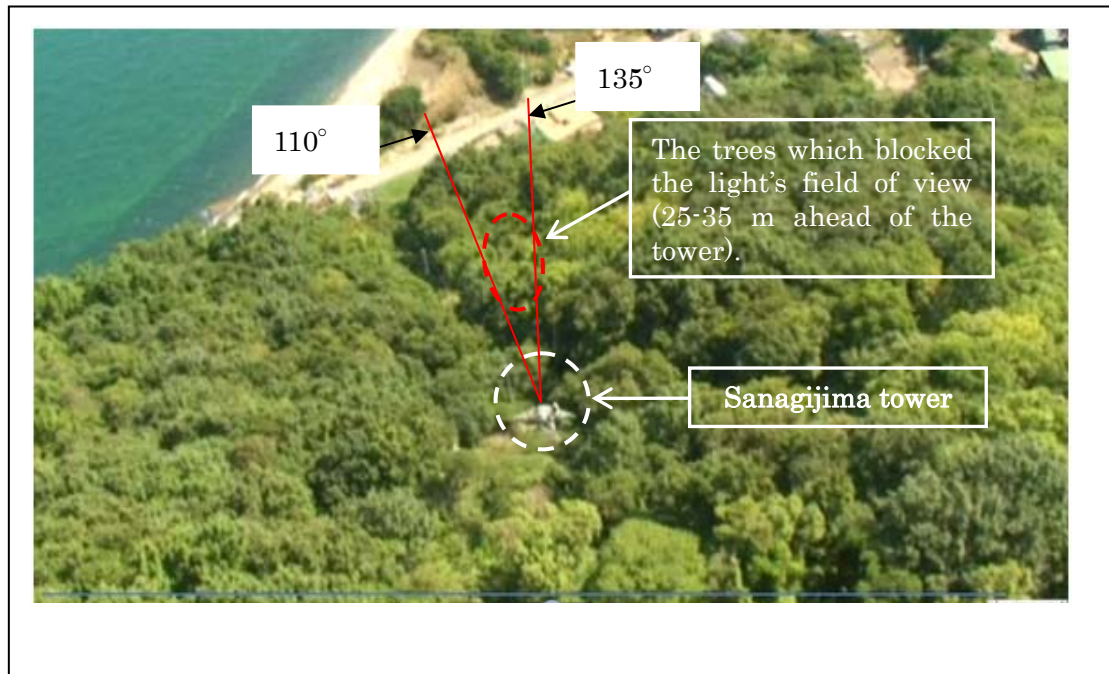 110°
135°
The trees which blocked
the light's field of view
(25-35 m ahead of the
tower).
Sanagijima tower